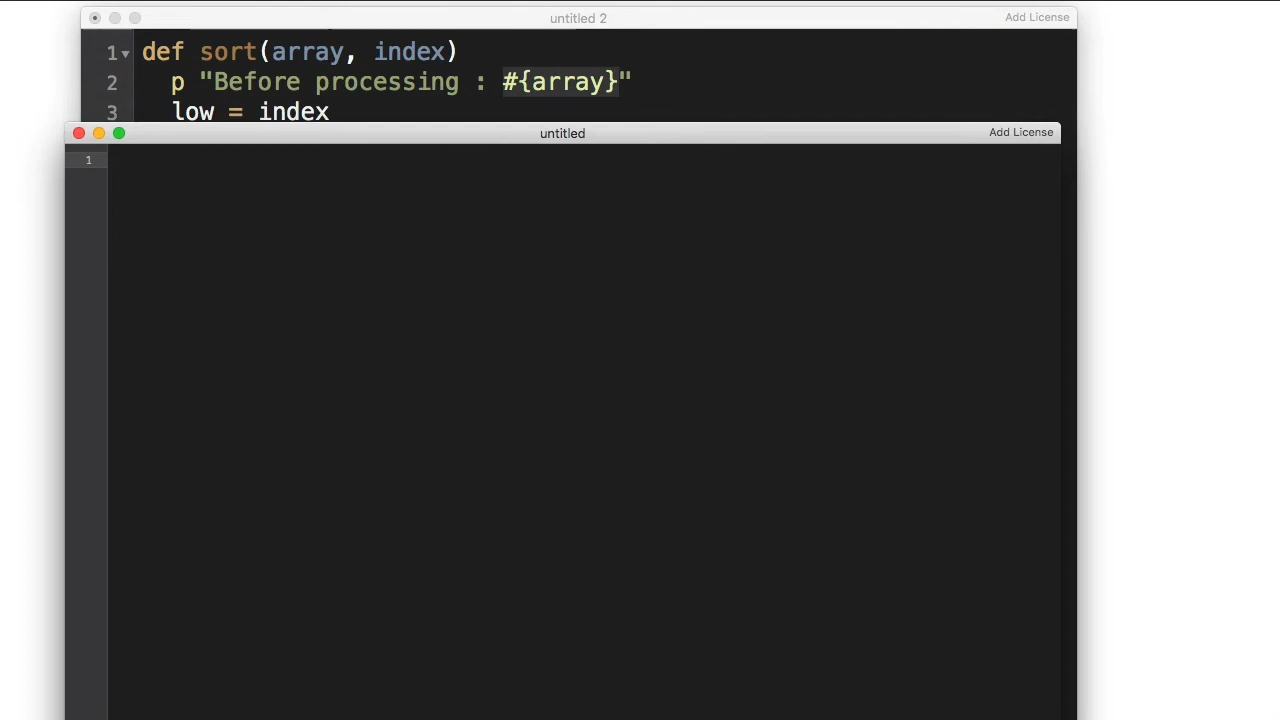 untitled 2
Add License
1 def sort(array, index)
2 p "Before processing : #{array}"
3 low = index
untitled
Add License
1